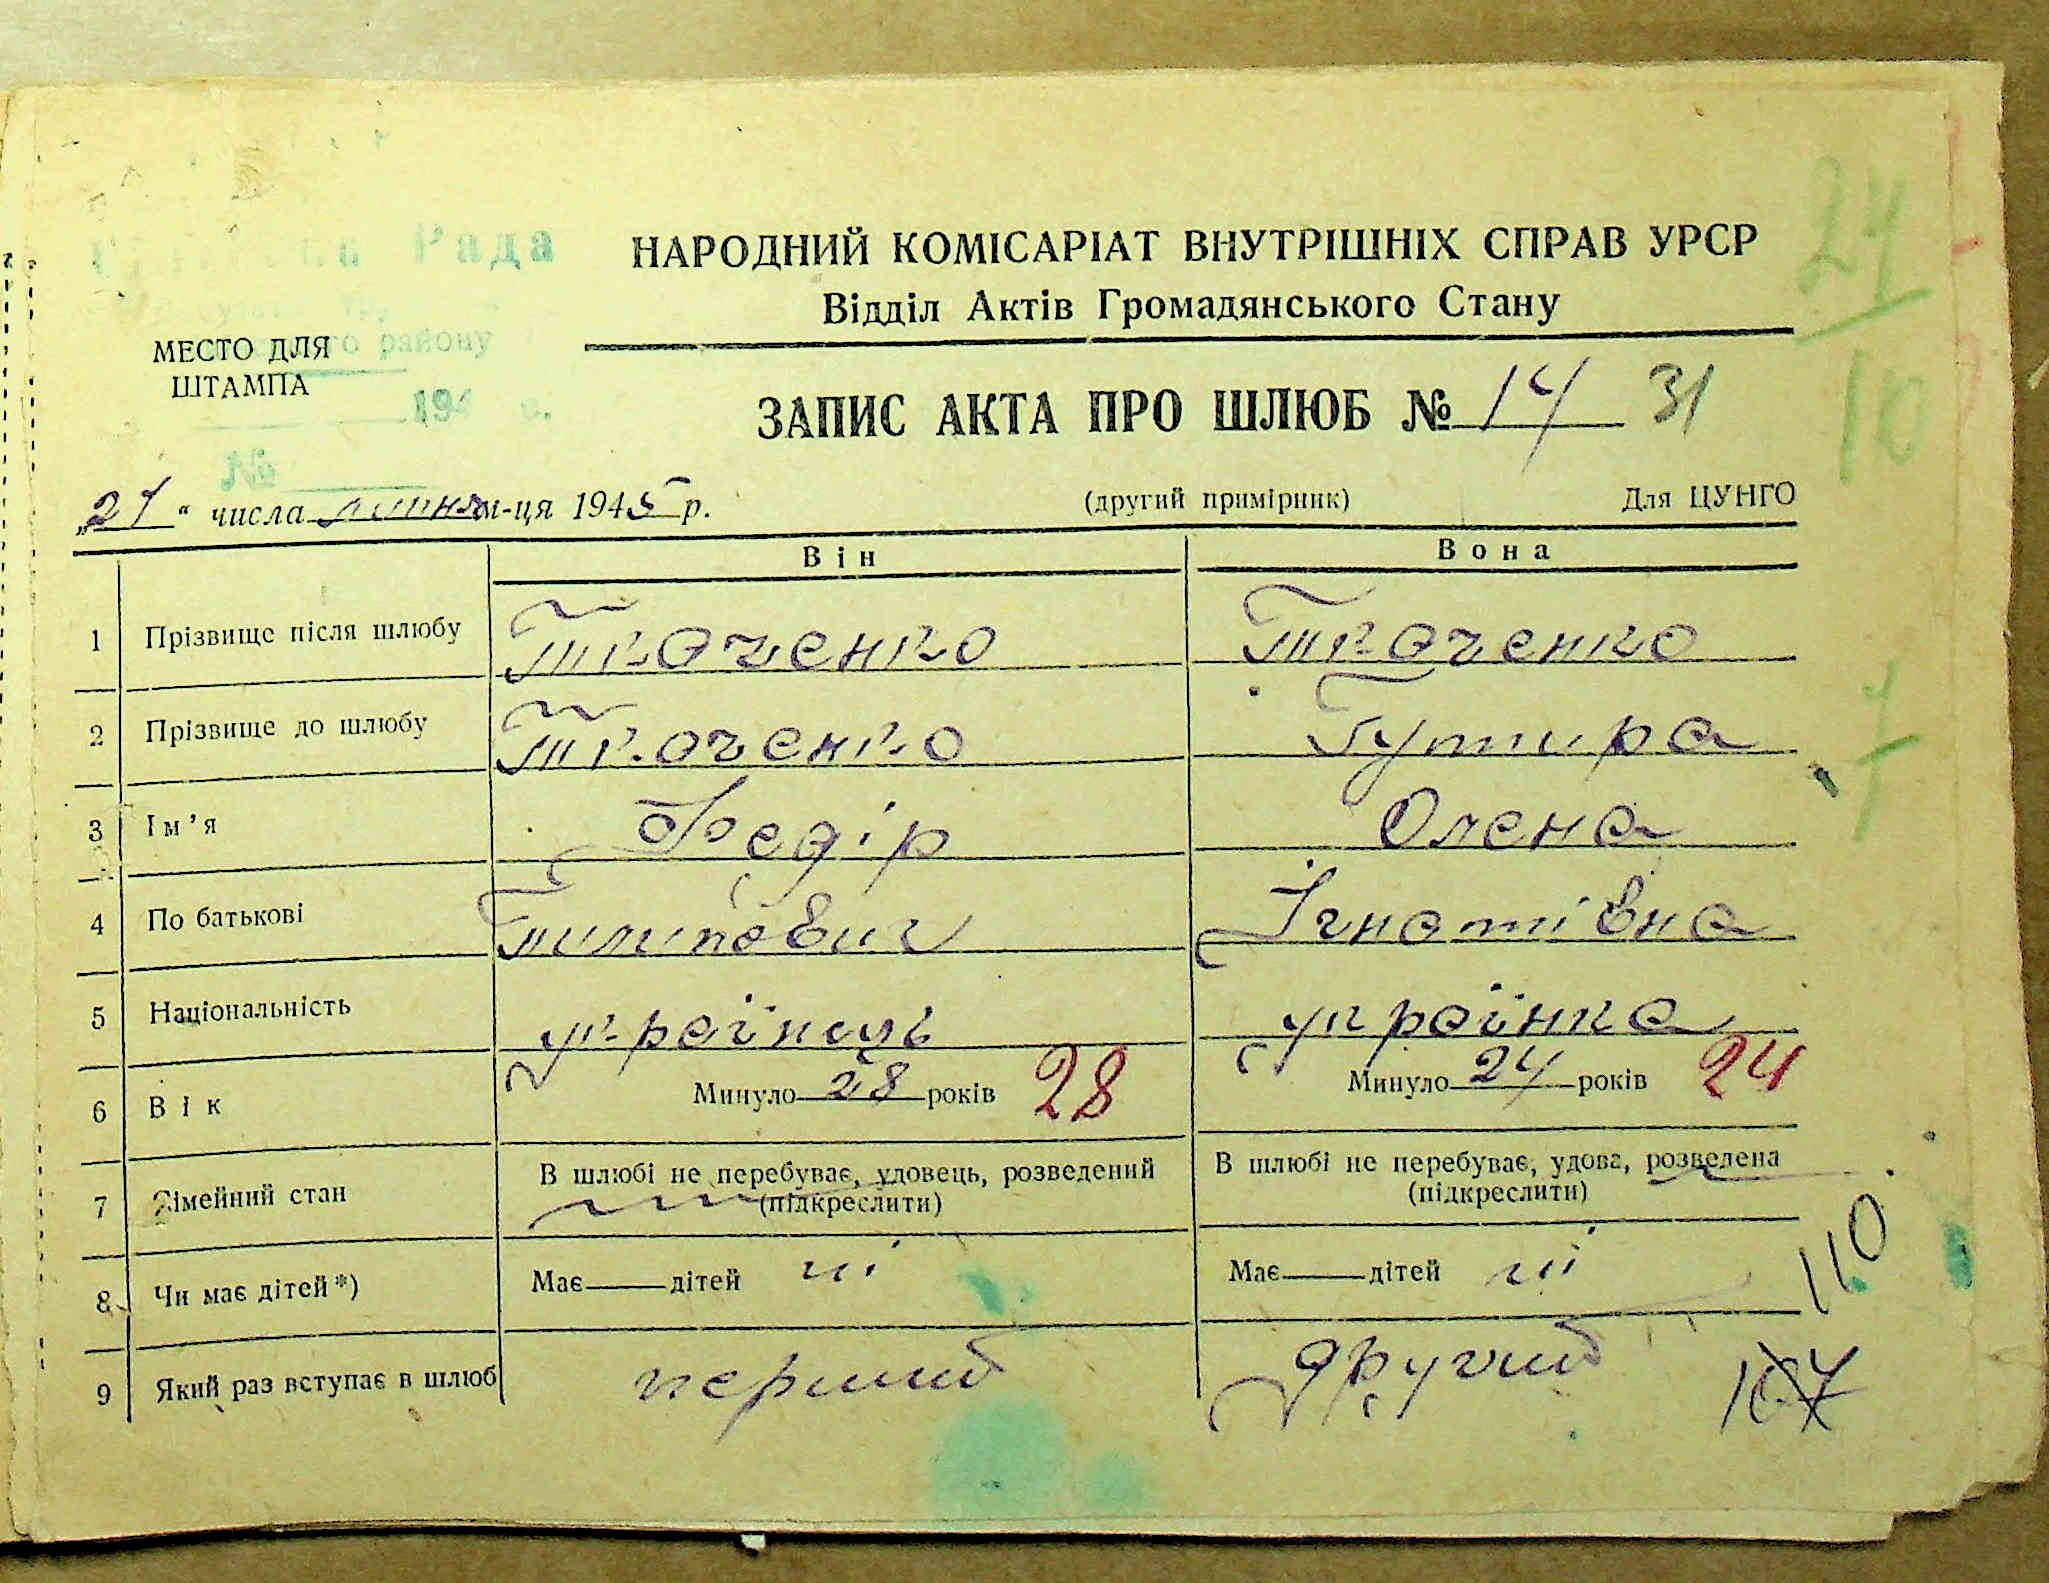 Рада
району
194 р.
№
НАРОДНИЙ КОМІСАРІАТ ВНУТРІШНІХ СПРАВ УРСР
Відділ Актів Громадянського Стану
МЕСТО ДЛЯ
ШТАМПА
ЗАПИС АКТА ПРО ШЛЮБ № 14 31
24
10
„21“ числа липня м-ця 1945 р. (другий примірник) Для ЦУНГО
Він Вона
1 Прізвище після шлюбу Ткаченко Ткаченко
2 Прізвище до шлюбу Ткаченко Гутира
3 Ім'я Федір Олена
4 По батькові Пилипович Ігнатівна
5 Національність українець українка
6 Вік Минуло 28 років 28 Минуло 24 років 24
7 Сімейний стан В шлюбі не перебуває, удовець, розведений (підкреслити) В шлюбі не перебуває, удова, розведена (підкреслити)
8 Чи має дітей *) Має дітей ні Має дітей ні
110
9 Який раз вступає в шлюб перший другий 107